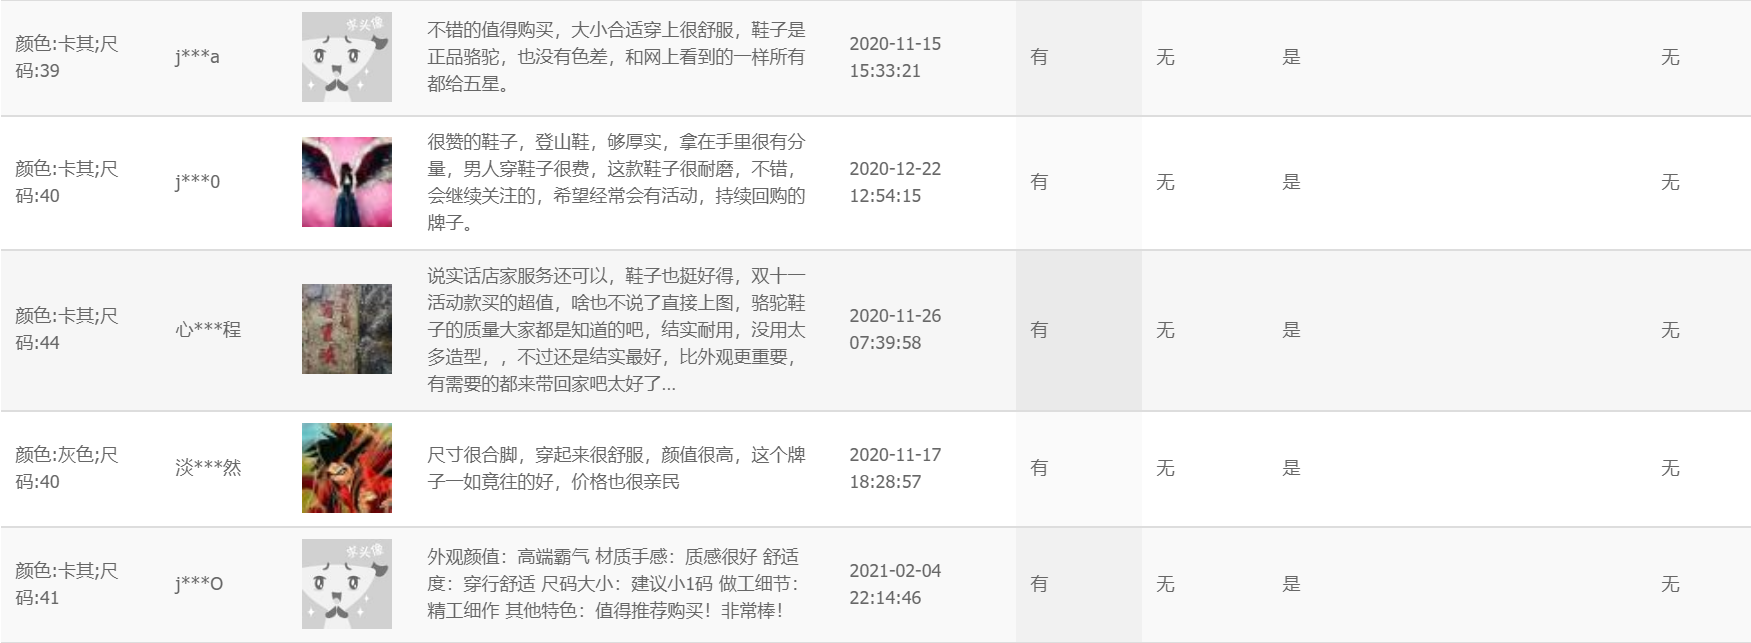 颜色:卡其;尺
码:39
j***a
不错的值得购买，大小合适穿上很舒服，鞋子是
正品骆驼，也没有色差，和网上看到的一样所有
都给五星。
2020-11-15
15:33:21
有
无
是
无
颜色:卡其;尺
码:40
j***0
很赞的鞋子，登山鞋，够厚实，拿在手里很有分
量，男人穿鞋子很费，这款鞋子很耐磨，不错，
会继续关注的，希望经常会有活动，持续回购的
牌子。
2020-12-22
12:54:15
有
无
是
无
颜色:卡其;尺
码:44
心***程
说实话店家服务还可以，鞋子也挺好得，双十一
活动款买的超值，啥也不说了直接上图，骆驼鞋
子的质量大家都是知道的吧，结实耐用，没用太
多造型，，不过还是结实最好，比外观更重要，
有需要的都来带回家吧太好了...
2020-11-26
07:39:58
有
无
是
无
颜色:灰色;尺
码:40
淡***然
尺寸很合脚，穿起来很舒服，颜值很高，这个牌
子一如竟往的好，价格也很亲民
2020-11-17
18:28:57
有
无
是
无
颜色:卡其;尺
码:41
j***O
外观颜值：高端霸气 材质手感：质感很好 舒适
度：穿行舒适 尺码大小：建议小1码 做工细节：
精工细作 其他特色：值得推荐购买！非常棒！
2021-02-04
22:14:46
有
无
是
无